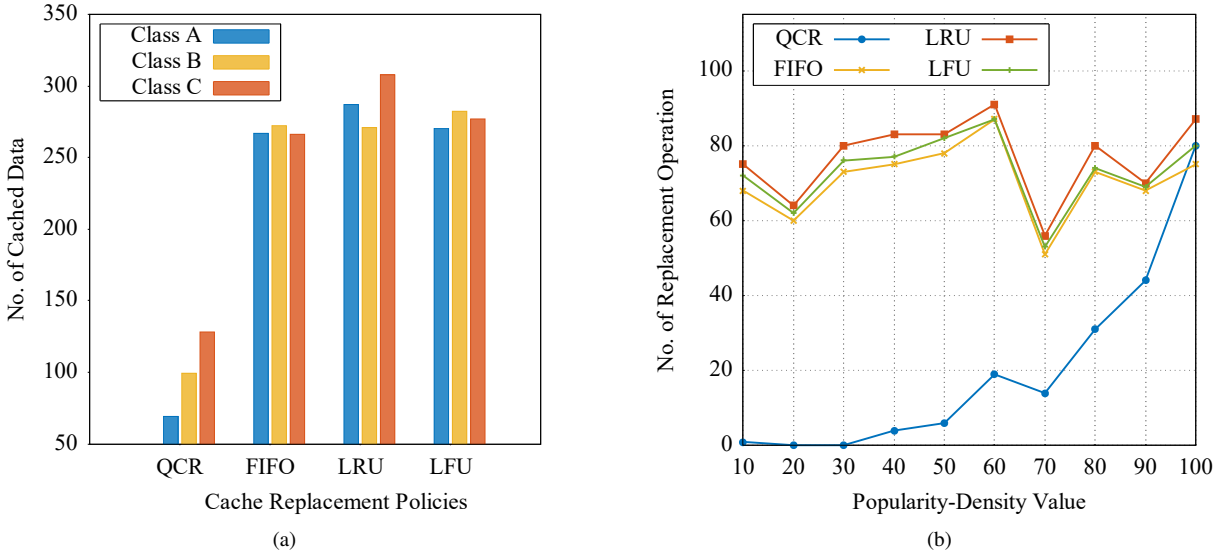 350
300
250
200
150
100
50
No. of Cached Data
Class A
Class B
Class C
QCR FIFO LRU LFU
Cache Replacement Policies
(a)
100
80
60
40
20
0
No. of Replacement Operation
QCR LRU
FIFO LFU
10 20 30 40 50 60 70 80 90 100
Popularity-Density Value
(b)